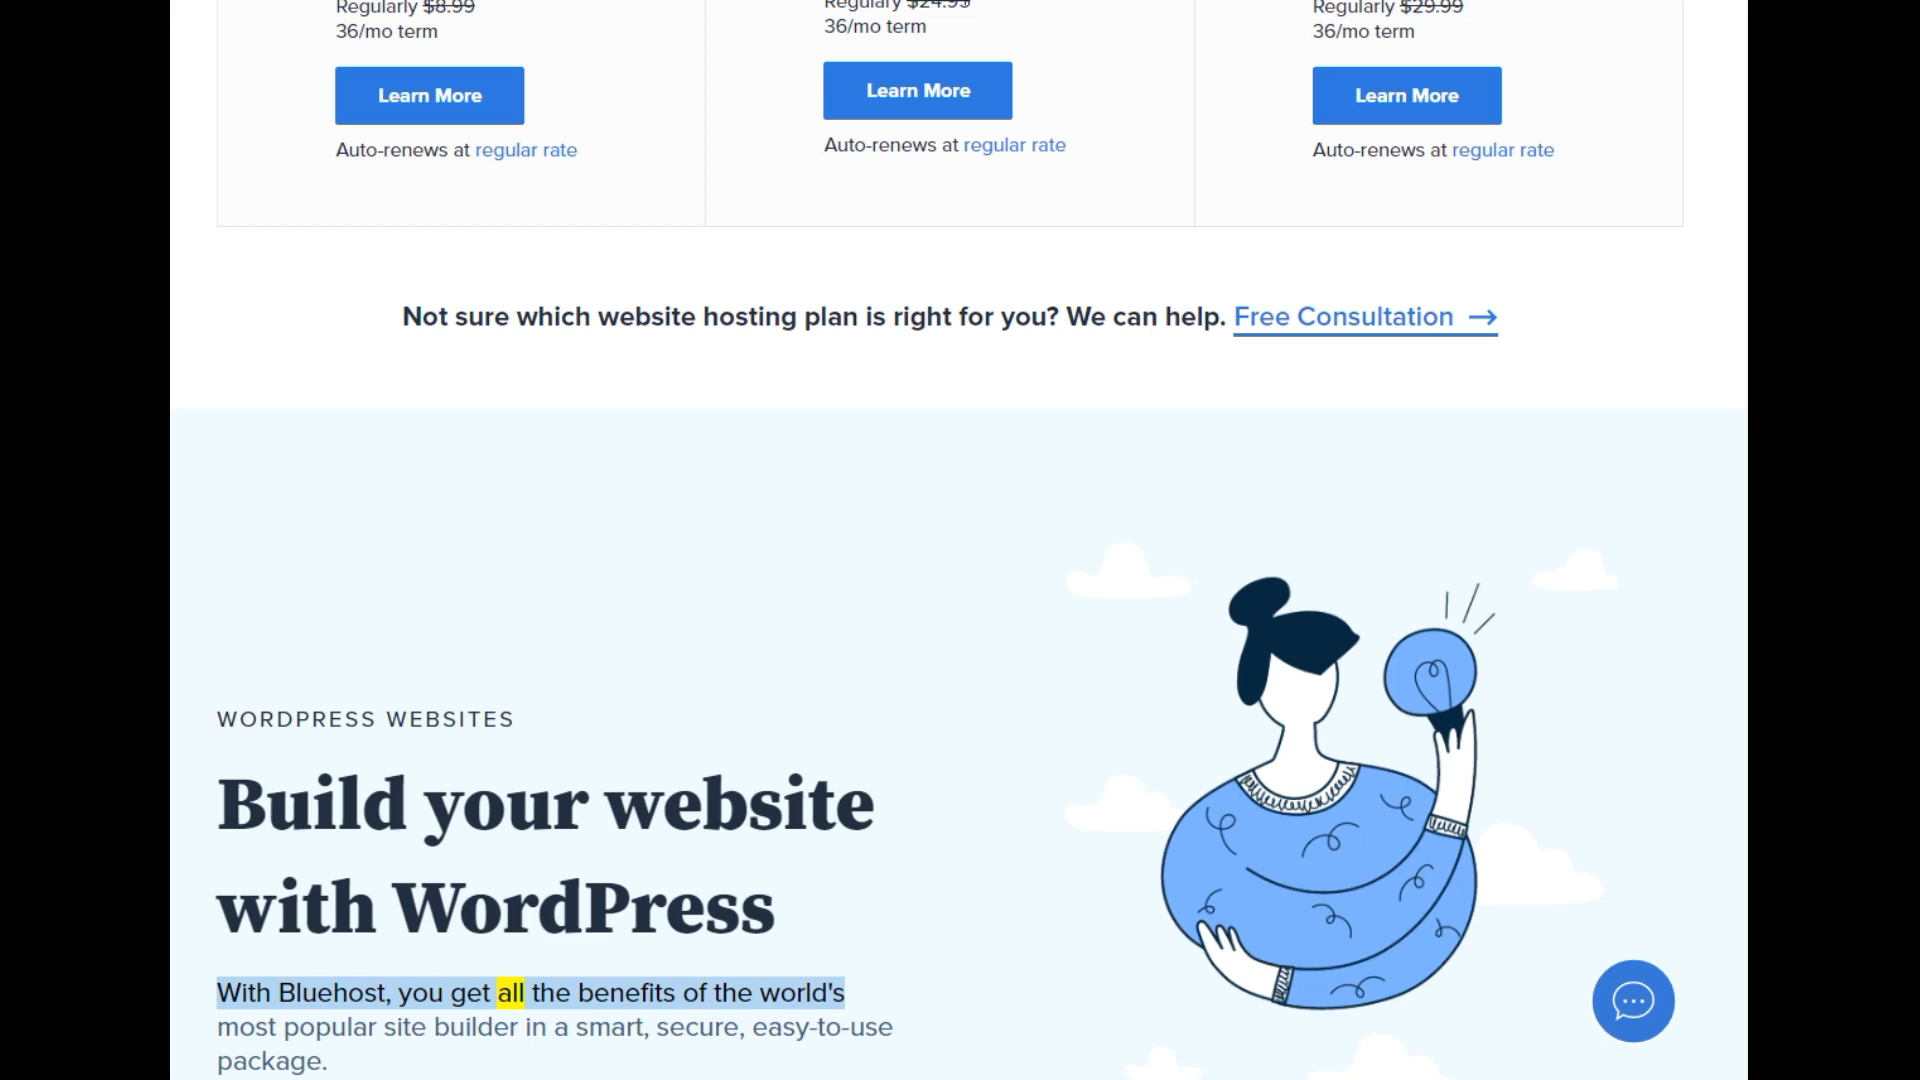 Regularly $8.99
36/mo term
Learn More
Auto-renews at regular rate
Regulary $24.95
36/mo term
Learn More
Auto-renews at regular rate
Regularly $29.99
36/mo term
Learn More
Auto-renews at regular rate
Not sure which website hosting plan is right for you? We can help. Free Consultation →
WORDPRESS WEBSITES
Build your website
with WordPress
With Bluehost, you get all the benefits of the world's
most popular site builder in a smart, secure, easy-to-use
package.